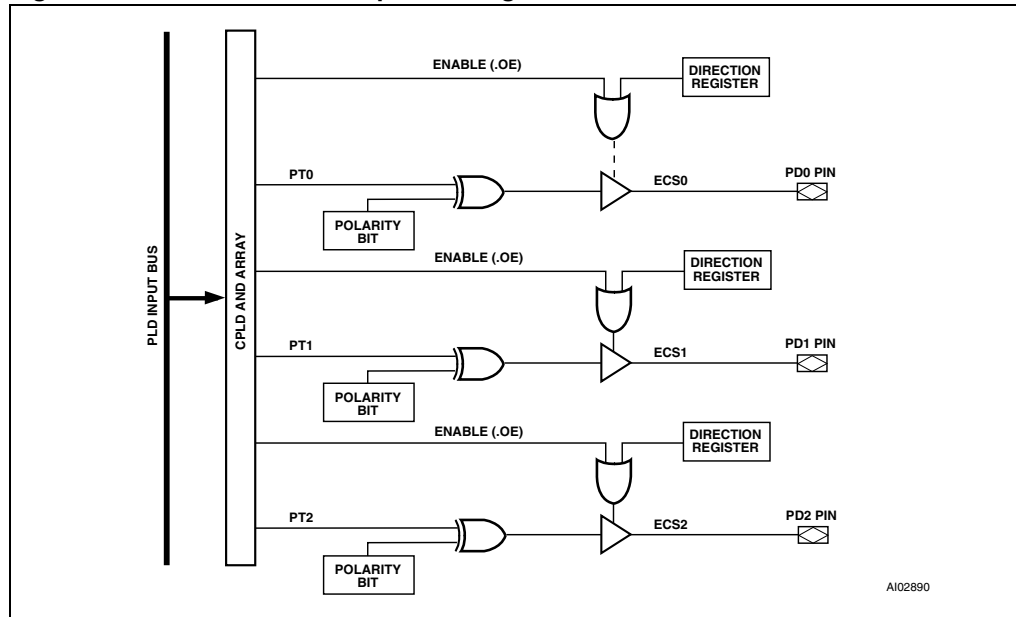 ENABLE (.OE)
DIRECTION
REGISTER
PT0
ECS0
PD0 PIN
POLARITY
BIT
ENABLE (.OE)
DIRECTION
REGISTER
PLD INPUT BUS
CPLD AND ARRAY
PT1
ECS1
PD1 PIN
POLARITY
BIT
ENABLE (.OE)
DIRECTION
REGISTER
PT2
ECS2
PD2 PIN
POLARITY
BIT
AI02890